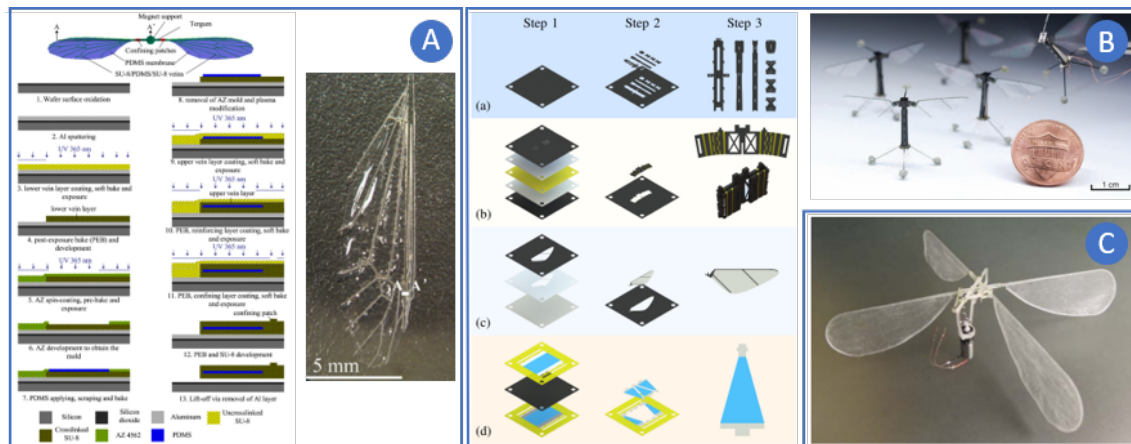 Magnet support
A
A'
Tergum
Confining patches
PDMS membrane
SU-8/PDMS/SU-8 veins
1. Wafer surface oxidation
2. Al sputtering
UV 365 nm
3. lower vein layer coating, soft bake and
exposure
lower vein layer
4. post-exposure bake (PEB) and
development
UV 365 nm
5. AZ spin-coating, pre-bake and
exposure
6. AZ development to obtain the
mold
7. PDMS applying, scraping and bake
8. removal of AZ mold and plasma
modification
UV 365 nm
9. upper vein layer coating, soft bake and
exposure
UV 365 nm
upper vein layer
10. PEB, reinforcing layer coating, soft bake
and exposure
UV 365 nm
11. PEB, confining layer coating, soft bake
and exposure
confining patch
12. PEB and SU-8 development
13. Lift-off via removal of Al layer
Silicon
Silicon
dioxide
Aluminum
Uncrosslinked
SU-8
Crosslinked
SU-8
AZ 4562
PDMS
A
A A'
5 mm
Step 1
Step 2
Step 3
(a)
(b)
(c)
(d)
B
1 cm
C